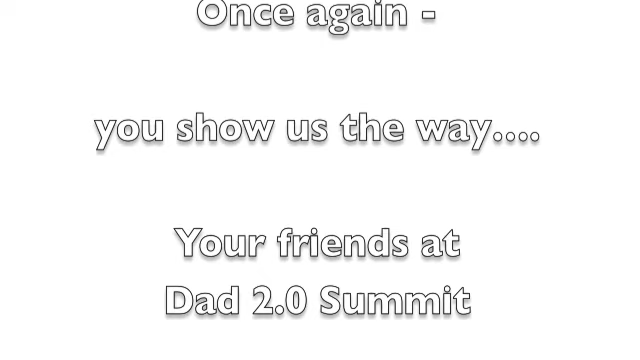 Once again -
you show us the way....
Your friends at
Dad 2.0 Summit